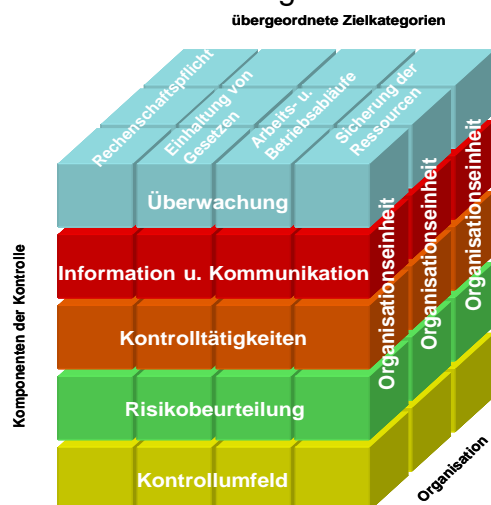 übergeordnete Zielkategorien
Rechenschaftspflicht
Einhaltung von
Gesetzen
Arbeits- u.
Betriebsabläufe
Sicherung der
Ressourcen
Überwachung
Information u. Kommunikation
Kontrolltätigkeiten
Risikobeurteilung
Kontrollumfeld
Komponenten der Kontrolle
Organisationseinheit
Organisationseinheit
Organisationseinheit
Organisation